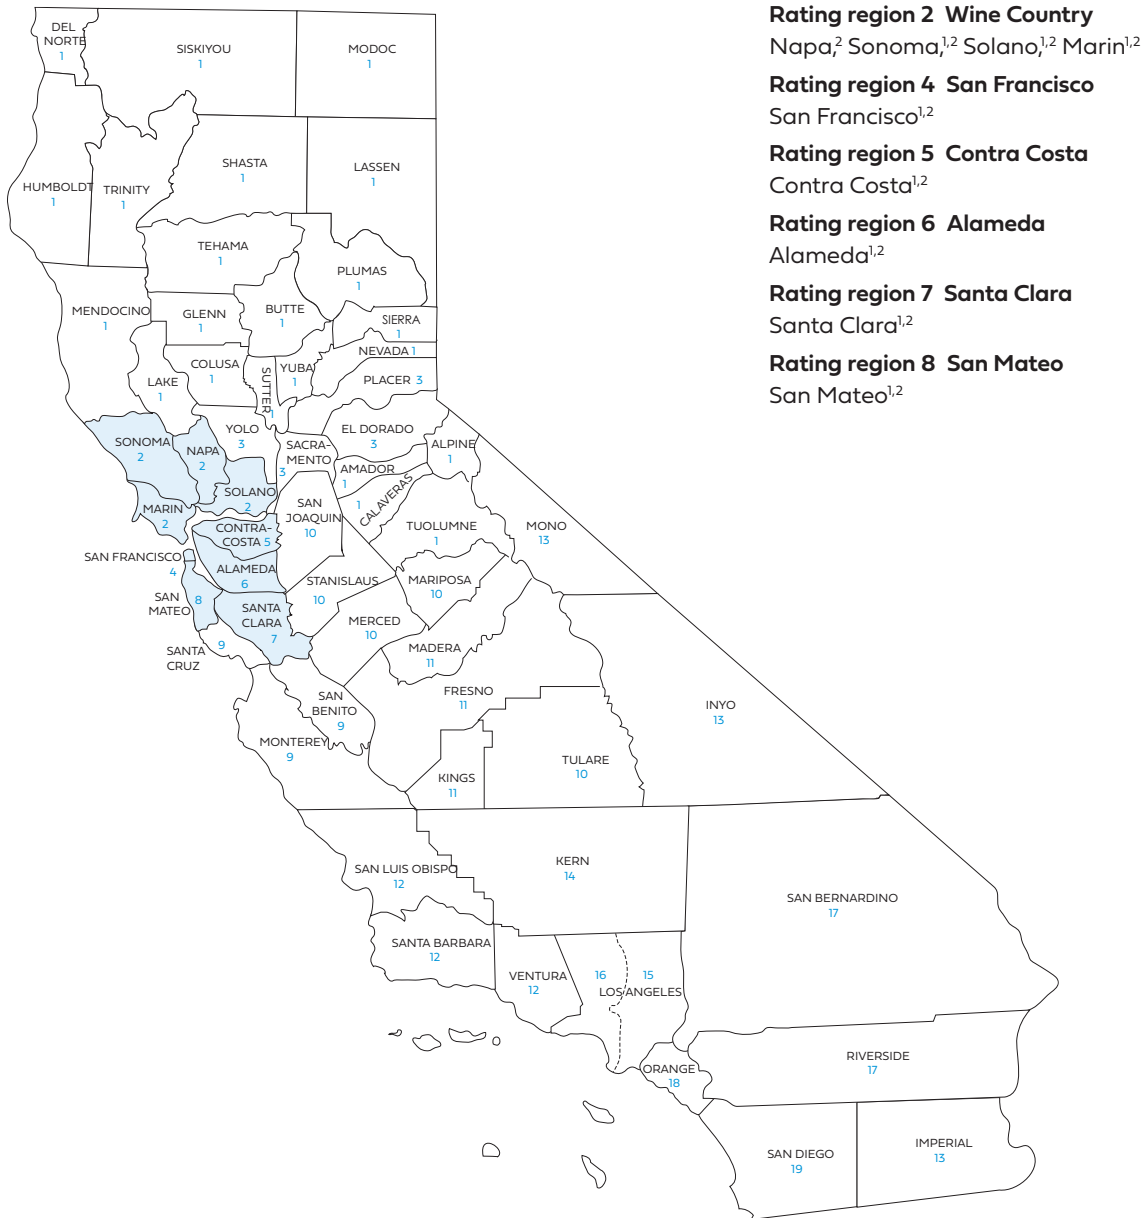 Rating region 2 Wine Country
Napa,² Sonoma,¹,² Solano,¹,² Marin¹,²
Rating region 4 San Francisco
San Francisco¹,²
Rating region 5 Contra Costa
Contra Costa¹,²
Rating region 6 Alameda
Alameda¹,²
Rating region 7 Santa Clara
Santa Clara¹,²
Rating region 8 San Mateo
San Mateo¹,²
DEL
NORTE
1
SISKIYOU
1
MODOC
1
HUMBOLDT
1
TRINITY
1
SHASTA
1
LASSEN
1
TEHAMA
1
PLUMAS
1
MENDOCINO
1
GLENN
1
BUTTE
1
SIERRA
1
NEVADA 1
COLUSA
1
SUTTER
1
YUBA
1
PLACER 3
LAKE
1
SONOMA
2
NAPA
2
YOLO
3
SACRA-
MENTO
3
EL DORADO
3
ALPINE
1
AMADOR
1
CALAVERAS
1
SOLANO
2
MARIN
2
SAN
JOAQUIN
10
CONTRA-
COSTA 5
TUOLUMNE
1
MONO
13
SAN FRANCISCO
4
ALAMEDA
6
STANISLAUS
10
MARIPOSA
10
SAN
MATEO
8
SANTA
CLARA
7
MERCED
10
SANTA
CRUZ
9
MADERA
11
FRESNO
11
SAN
BENITO
9
MONTEREY
9
INYO
13
TULARE
10
KINGS
11
SAN LUIS OBISPO
12
KERN
14
SAN BERNARDINO
17
SANTA BARBARA
12
VENTURA
12
16
15
LOS ANGELES
ORANGE
18
RIVERSIDE
17
SAN DIEGO
19
IMPERIAL
13